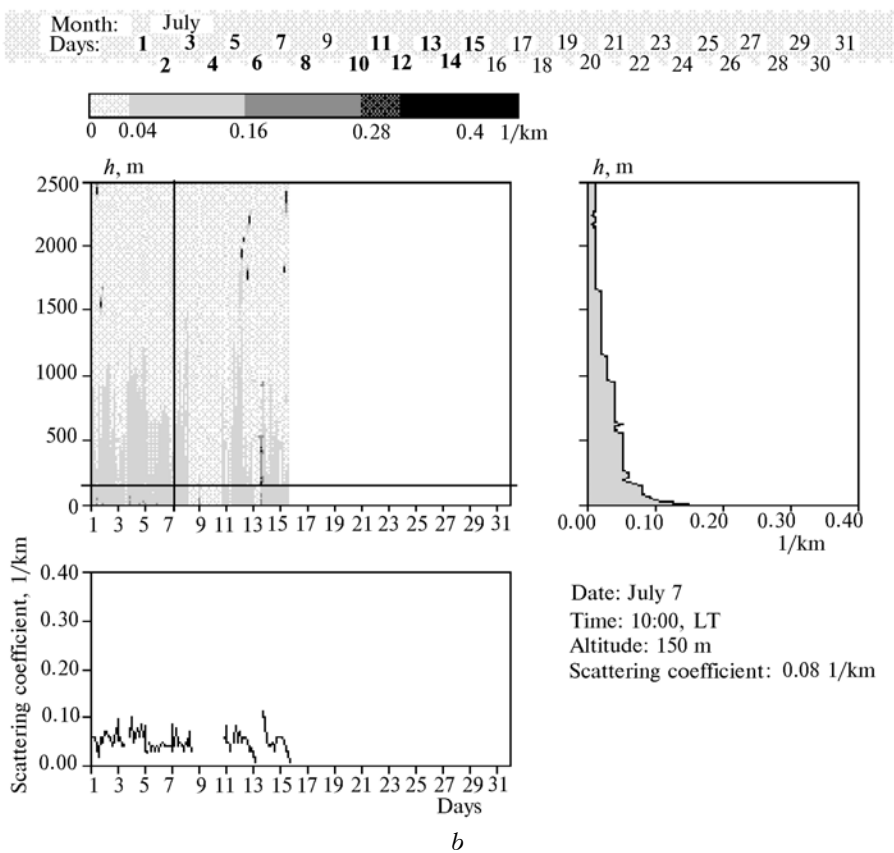 Month: July
Days: 1 3 5 7 9 11 13 15 17 19 21 23 25 27 29 31
2 4 6 8 10 12 14 16 18 20 22 24 26 28 30
0 0.04 0.16 0.28 0.4 1/km
h, m
2500
2000
1500
1000
500
0
1 3 5 7 9 11 13 15 17 19 21 23 25 27 29 31
h, m
0.00 0.10 0.20 0.30 0.40
1/km
Scattering coefficient, 1/km
0.40
0.30
0.20
0.10
0.00
1 3 5 7 9 11 13 15 17 19 21 23 25 27 29 31
Days
Date: July 7
Time: 10:00, LT
Altitude: 150 m
Scattering coefficient: 0.08 1/km
b